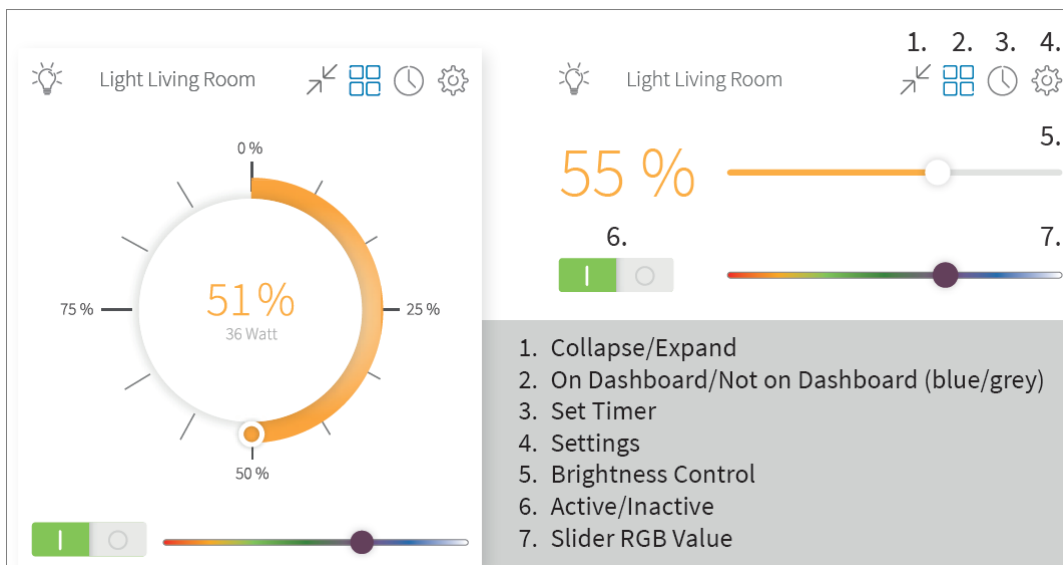 Light Living Room
0 %
75 %
51 %
36 Watt
25 %
50 %
1. 2. 3. 4.
Light Living Room
5.
55 %
6.
7.
1. Collapse/Expand
2. On Dashboard/Not on Dashboard (blue/grey)
3. Set Timer
4. Settings
5. Brightness Control
6. Active/Inactive
7. Slider RGB Value